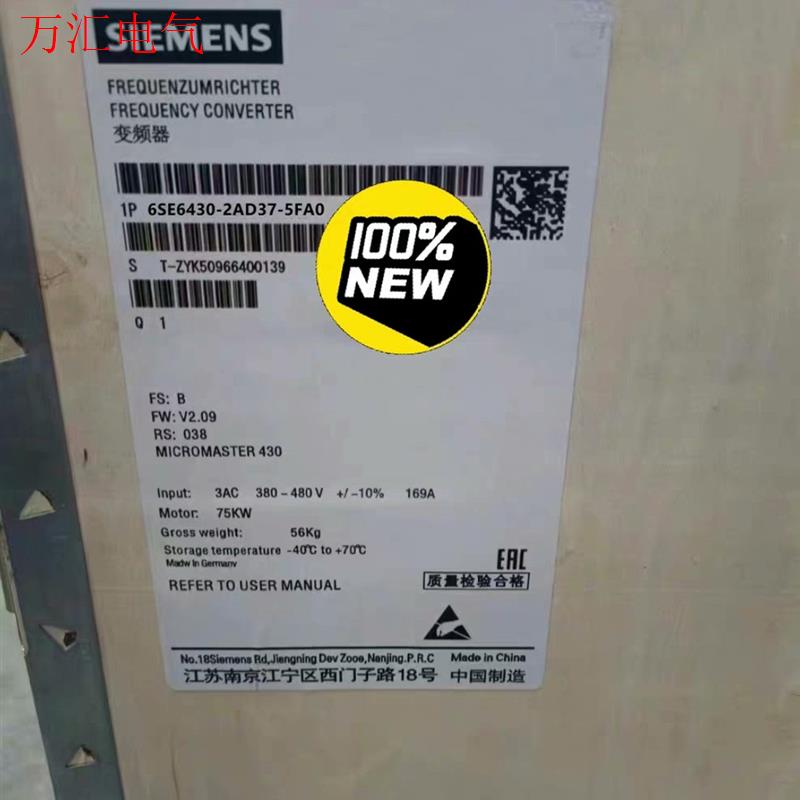 万汇电气
SIEMENS
FREQUENZUMRICHTER
FREQUENCY CONVERTER
变频器
1P 6SE6430-2AD37-5FA0
S T-ZYK50966400139
Q 1
100%
NEW
FS: B
FW: V2.09
RS: 038
MICROMASTER 430
Input: 3AC 380-480 V +/-10% 169A
Motor: 75KW
Gross weight: 56Kg
Storage temperature -40℃ to +70℃
Madw In Germanv
REFER TO USER MANUAL
EAC
质量检验合格
No.18Siemens Rd,Jiengning Dev Zooe,Nanjing.P.R.C Made in China
江苏南京江宁区西门子路18号 中国制造